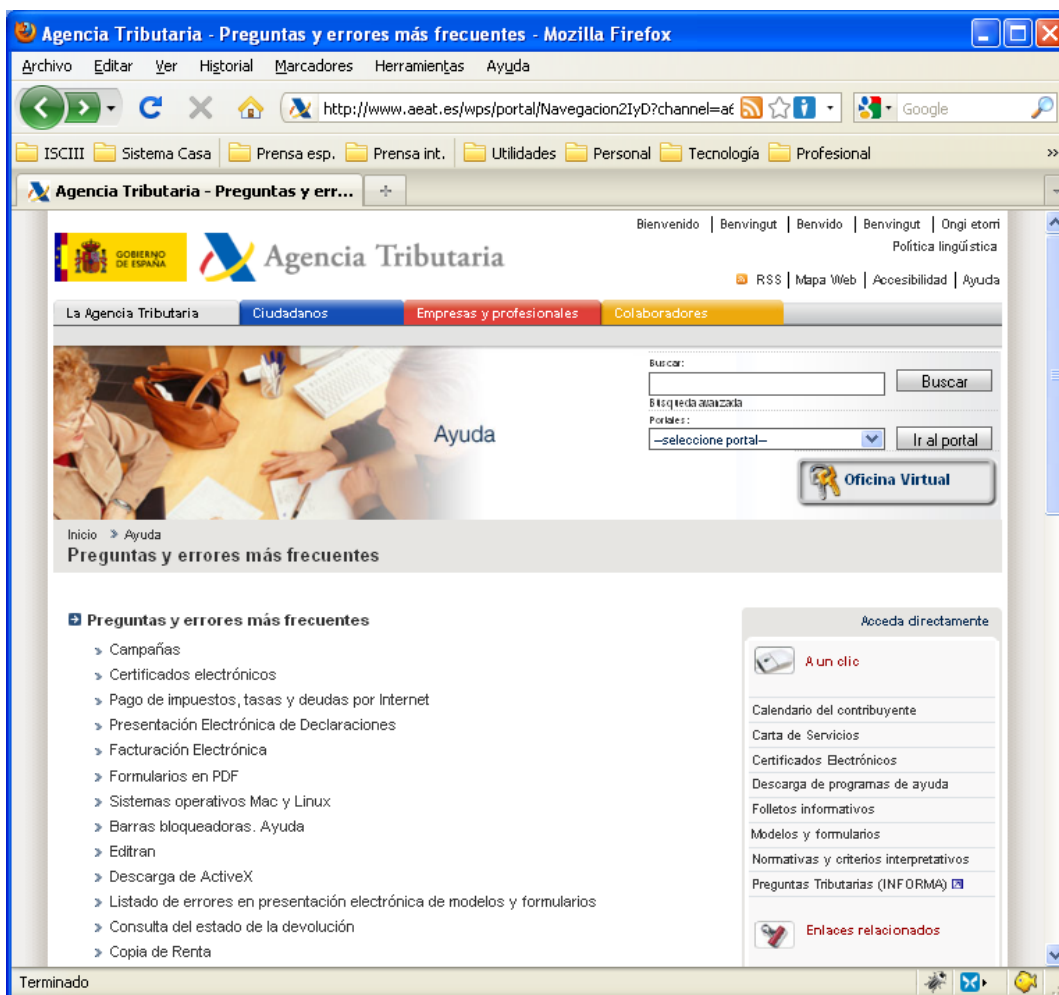 Agencia Tributaria - Preguntas y errores más frecuentes - Mozilla Firefox
Archivo Editar Ver Historial Marcadores Herramientas Ayuda
http://www.aeat.es/wps/portal/Navegacion2IyD?channel=a6 Google
ISCIII Sistema Casa Prensa esp. Prensa int. Utilidades Personal Tecnología Profesional »
Agencia Tributaria - Preguntas y err...
Bienvenido | Benvingut | Benvido | Benvingut | Ongi etorri
Política lingüística
GOBIERNO DE ESPAÑA
Agencia Tributaria
RSS | Mapa Web | Accesibilidad | Ayuda
La Agencia Tributaria Ciudadanos Empresas y profesionales Colaboradores
Buscar:
Buscar
Búsqueda avanzada
Portales:
--seleccione portal-- Ir al portal
Ayuda
Oficina Virtual
Inicio » Ayuda
Preguntas y errores más frecuentes
Preguntas y errores más frecuentes
Campañas
Certificados electrónicos
Pago de impuestos, tasas y deudas por Internet
Presentación Electrónica de Declaraciones
Facturación Electrónica
Formularios en PDF
Sistemas operativos Mac y Linux
Barras bloqueadoras. Ayuda
Editran
Descarga de ActiveX
Listado de errores en presentación electrónica de modelos y formularios
Consulta del estado de la devolución
Copia de Renta
Acceda directamente
A un clic
Calendario del contribuyente
Carta de Servicios
Certificados Electrónicos
Descarga de programas de ayuda
Folletos informativos
Modelos y formularios
Normativas y criterios interpretativos
Preguntas Tributarias (INFORMA)
Enlaces relacionados
Terminado